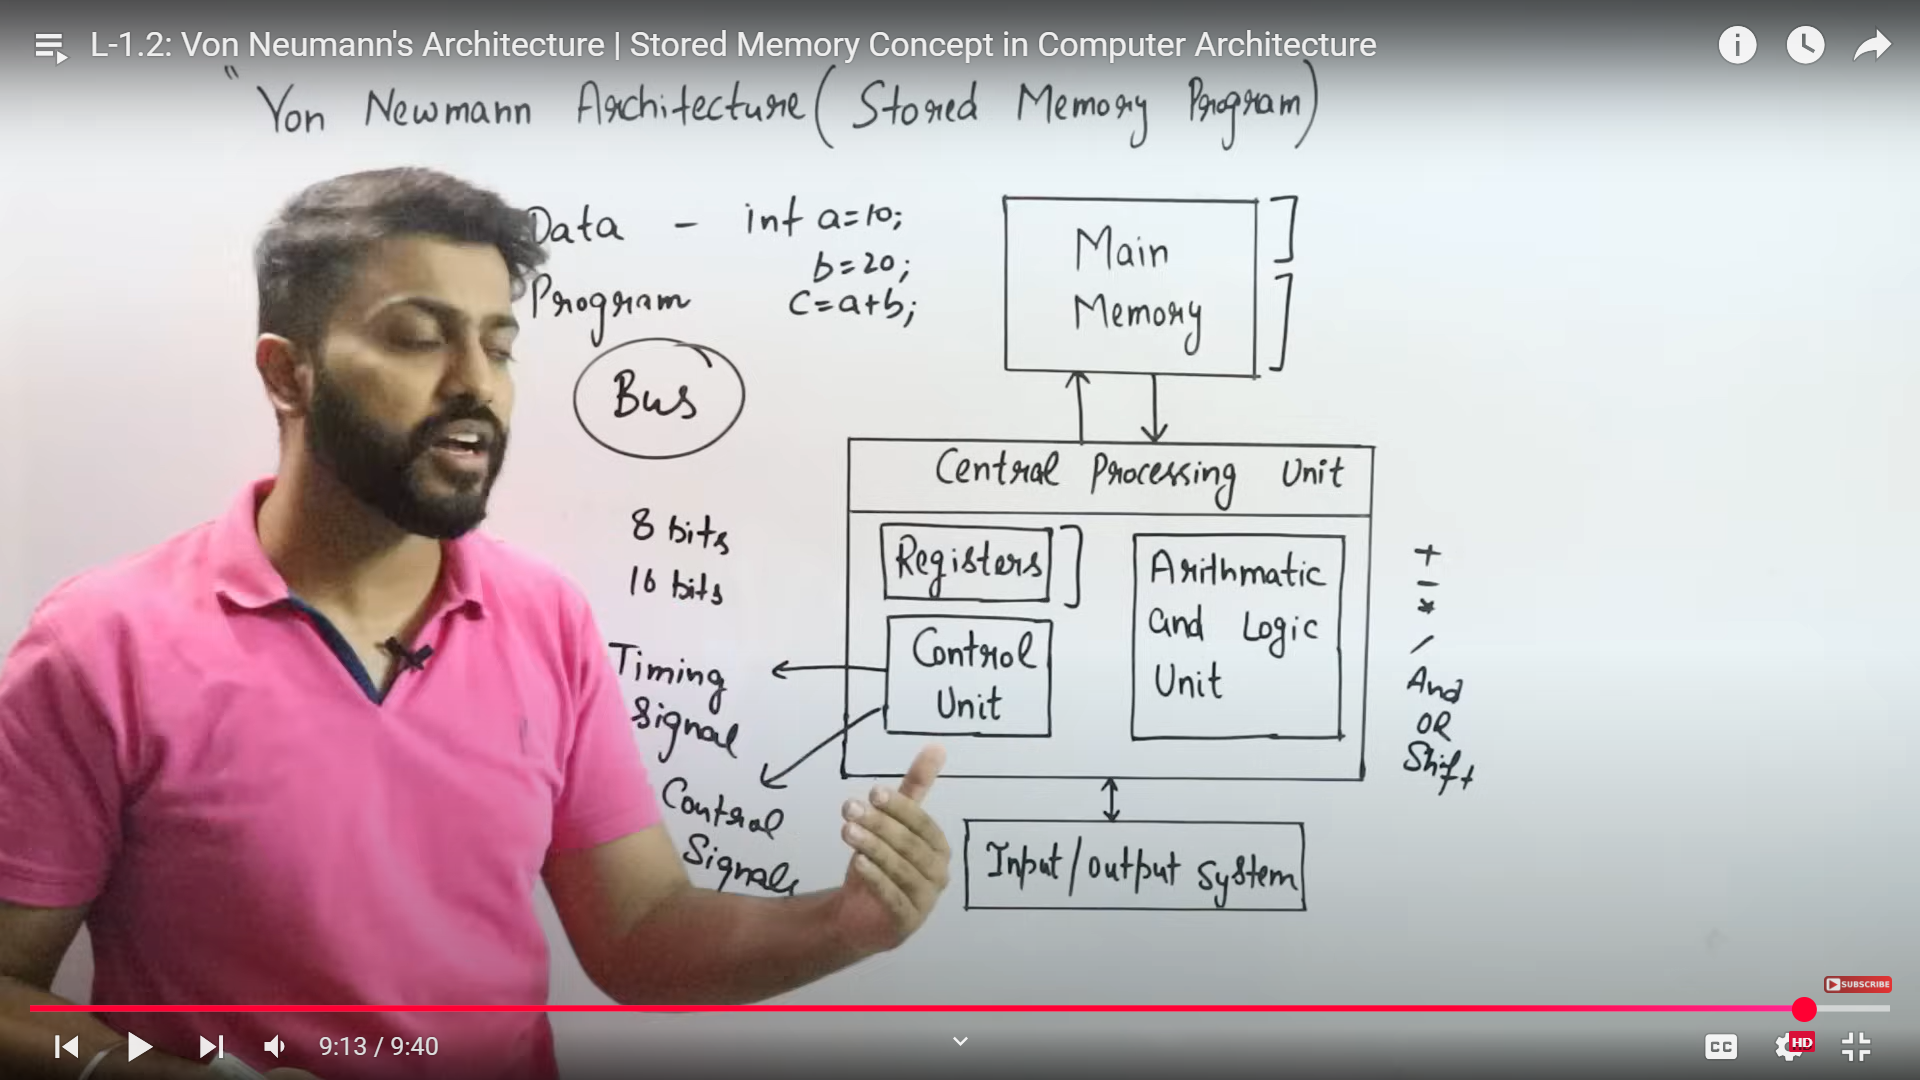 L-1.2: Von Neumann's Architecture | Stored Memory Concept in Computer Architecture
" Von Newmann Architecture ( Stored Memory Program)
Data - int a=10;
b=20;
Program c=a+b;
Bus
8 bits
16 bits
Timing
Signal
Control
Signals
Main
Memory
Central Processing Unit
Registers
Control
Unit
Arithmatic
and Logic
Unit
+
-
*
/
And
OR
Shift
Input/output System
SUBSCRIBE
9:13 / 9:40
CC
HD